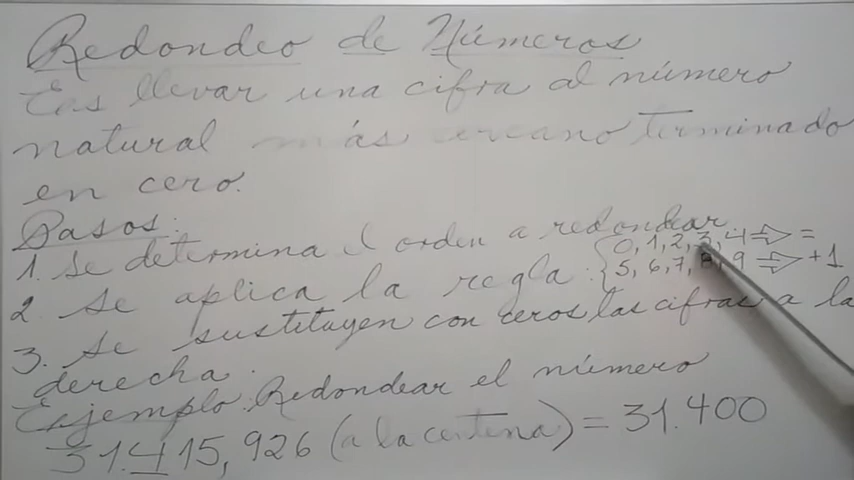 Redondeo de Números
Eas llevar una cifra al número
natural más cercano terminado
en cero.
Pasos:
1. Se determina el orden a redondear
2. Se aplica la regla: {0, 1, 2, 3, 4 ⇒ =
5, 6, 7, 8, 9 ⇒ +1
3. Se sustituyen con ceros las cifras a la
derecha.
Ejemplo: Redondear el número
31.415,926 (a la centena) = 31.400